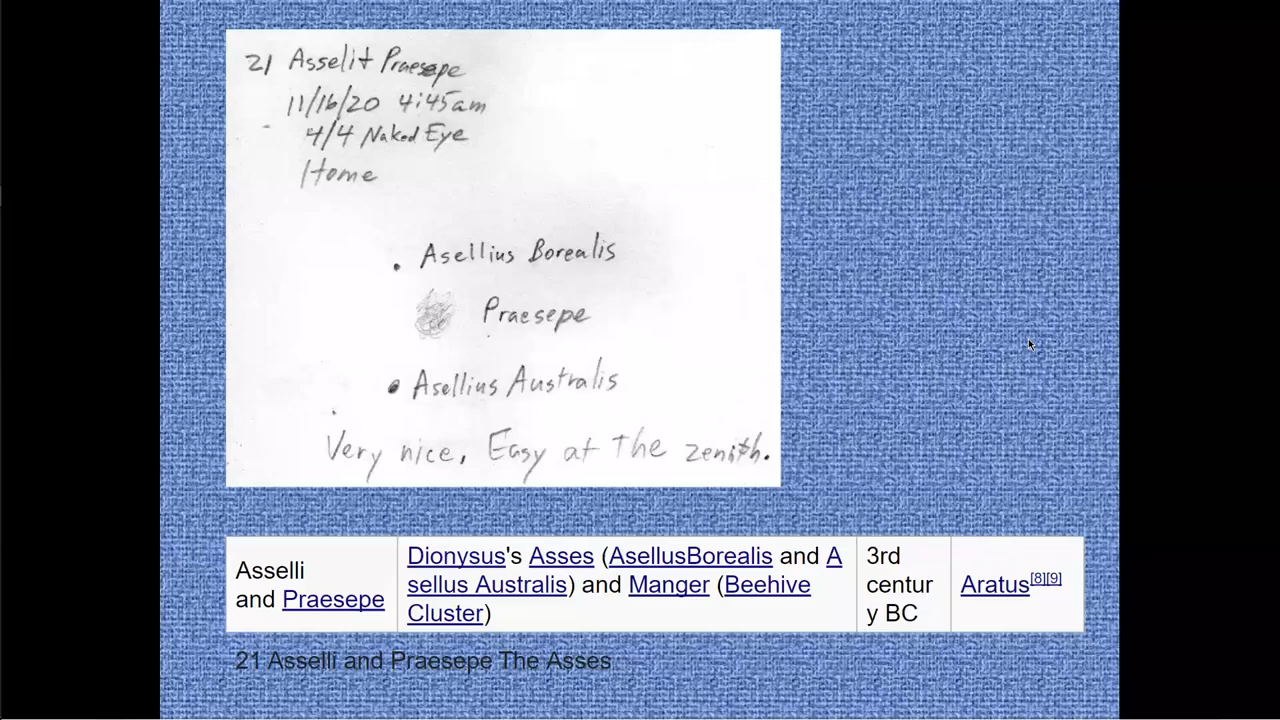 21 Asseli+ Praesepe
11/16/20 4:45am
4/4 Naked Eye
Home
Asellius Borealis
Praesepe
Asellius Australis
Very nice, Easy at the zenith.
Asselli
and Praesepe
Dionysus's Asses (AsellusBorealis and A
sellus Australis) and Manger (Beehive
Cluster)
3rd
centur
y BC
Aratus[8][9]
21 Asselli and Praesepe The Asses